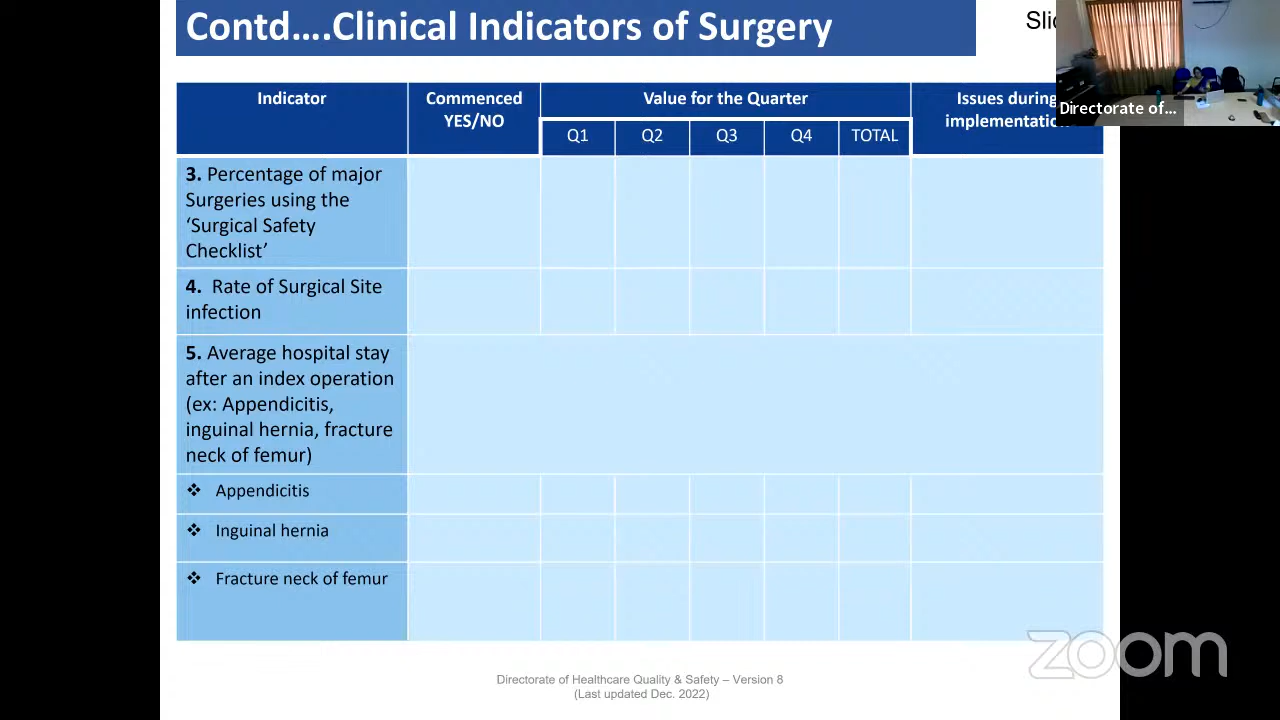 Contd....Clinical Indicators of Surgery
Indicator
Commenced
YES/NO
Value for the Quarter
Issues during
Q1
Q2
Q3
Q4
TOTAL
3. Percentage of major
Surgeries using the
‘Surgical Safety
Checklist’
4. Rate of Surgical Site
infection
5. Average hospital stay
after an index operation
(ex: Appendicitis,
inguinal hernia, fracture
neck of femur)
❖ Appendicitis
❖ Inguinal hernia
❖ Fracture neck of femur
Directorate of Healthcare Quality & Safety – Version 8
(Last updated Dec. 2022)
Directorate of...
zoom